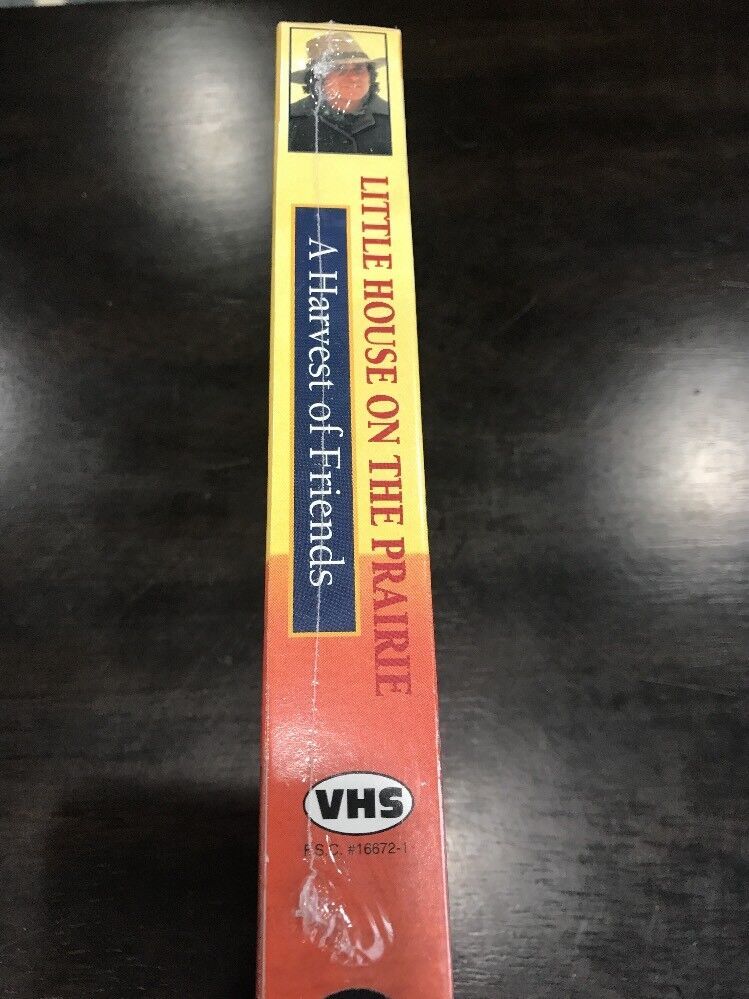 LITTLE HOUSE ON THE PRAIRIE
A Harvest of Friends
VHS
F.S.C. #16672-1